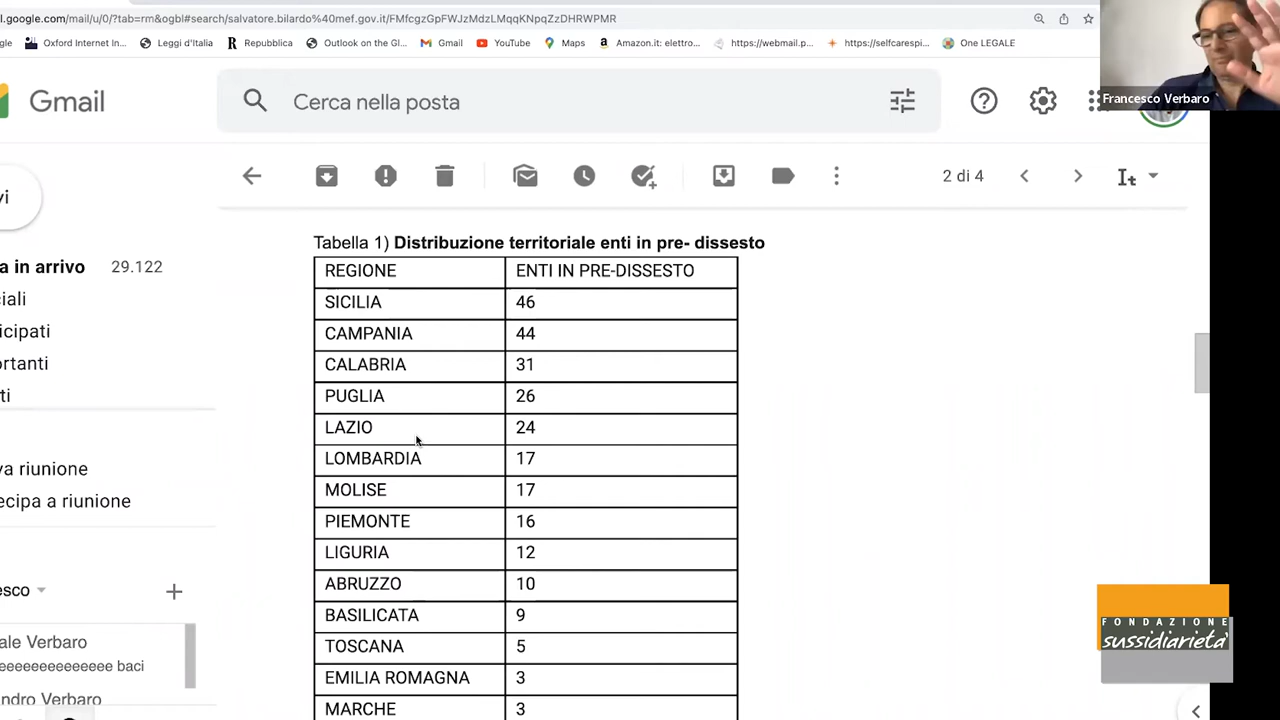 l.google.com/mail/u/0/?tab=rm&ogbl#search/salvatore.bilardo%40mef.gov.it/FMfcgzGpFWJzMdzLMqqKNpqZzDHRWPMR
gle Oxford Internet In... Leggi d'Italia Repubblica Outlook on the Gl... Gmail YouTube Maps Amazon.it: elettro... https://webmail.p... https://selfcarespi... One LEGALE
Francesco Verbaro
Gmail
Cerca nella posta
vi
2 di 4
a in arrivo 29.122
ciali
icipati
ortanti
ti
va riunione
ecipa a riunione
esco
ale Verbaro
eeeeeeeeeeeeee baci
ndro Verbaro
Tabella 1) Distribuzione territoriale enti in pre- dissesto
REGIONE ENTI IN PRE-DISSESTO
SICILIA 46
CAMPANIA 44
CALABRIA 31
PUGLIA 26
LAZIO 24
LOMBARDIA 17
MOLISE 17
PIEMONTE 16
LIGURIA 12
ABRUZZO 10
BASILICATA 9
TOSCANA 5
EMILIA ROMAGNA 3
MARCHE 3
FONDAZIONE
sussidiarietà